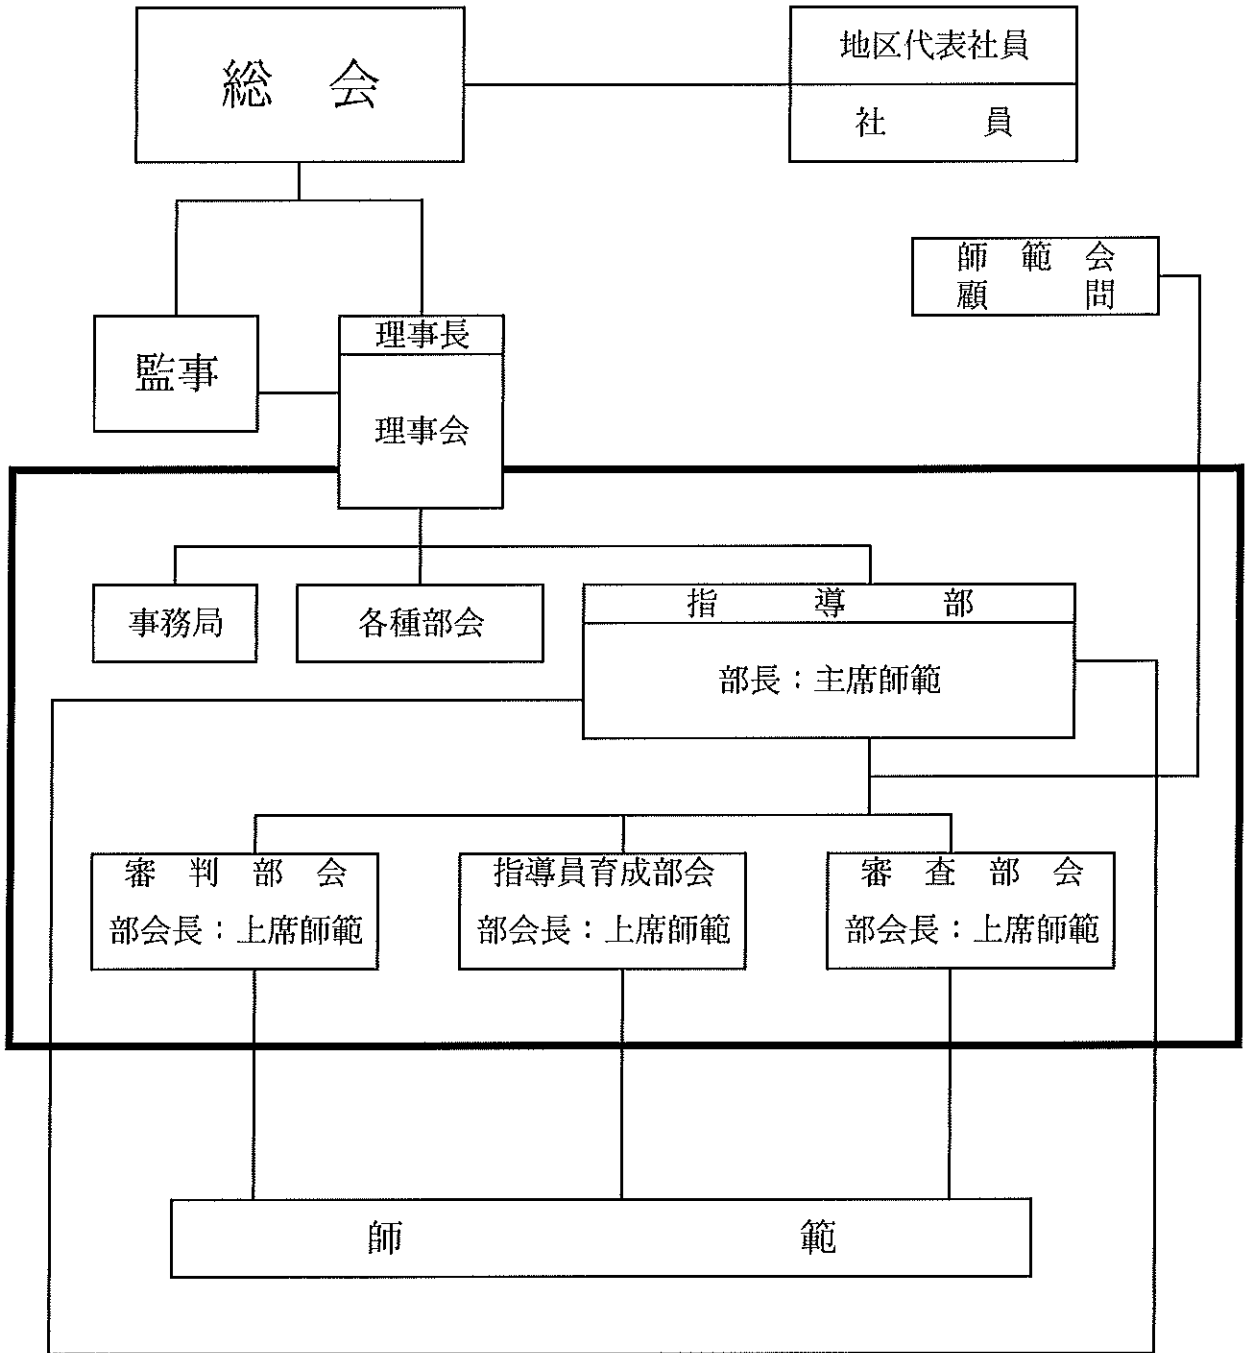 総会
地区代表社員
社員
師範会
顧問
監事
理事長
理事会
事務局
各種部会
指導部
部長：主席師範
審判部会
部会長：上席師範
指導員育成部会
部会長：上席師範
審査部会
部会長：上席師範
師範